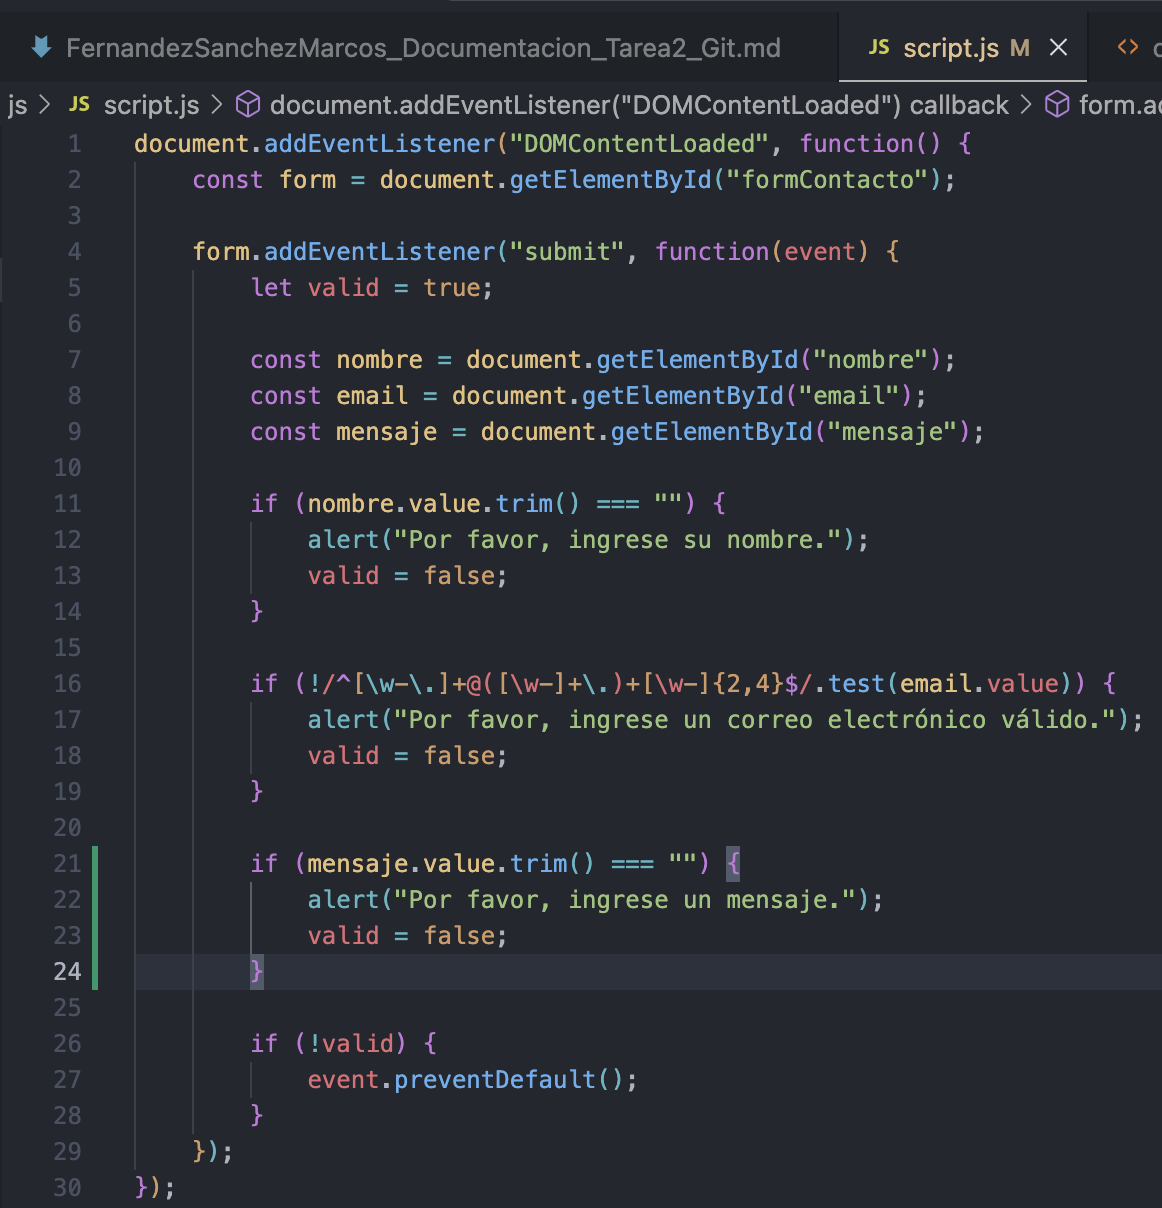 FernandezSanchezMarcos_Documentacion_Tarea2_Git.md JS script.js M
js > JS script.js > document.addEventListener("DOMContentLoaded") callback > form.ad
1 document.addEventListener("DOMContentLoaded", function() {
2 const form = document.getElementById("formContacto");
3
4 form.addEventListener("submit", function(event) {
5 let valid = true;
6
7 const nombre = document.getElementById("nombre");
8 const email = document.getElementById("email");
9 const mensaje = document.getElementById("mensaje");
10
11 if (nombre.value.trim() === "") {
12 alert("Por favor, ingrese su nombre.");
13 valid = false;
14 }
15
16 if (!/^[\w-\.]+@([\w-]+\.)+[\w-]{2,4}$/.test(email.value)) {
17 alert("Por favor, ingrese un correo electrónico válido.");
18 valid = false;
19 }
20
21 if (mensaje.value.trim() === "") {
22 alert("Por favor, ingrese un mensaje.");
23 valid = false;
24 }
25
26 if (!valid) {
27 event.preventDefault();
28 }
29 });
30 });